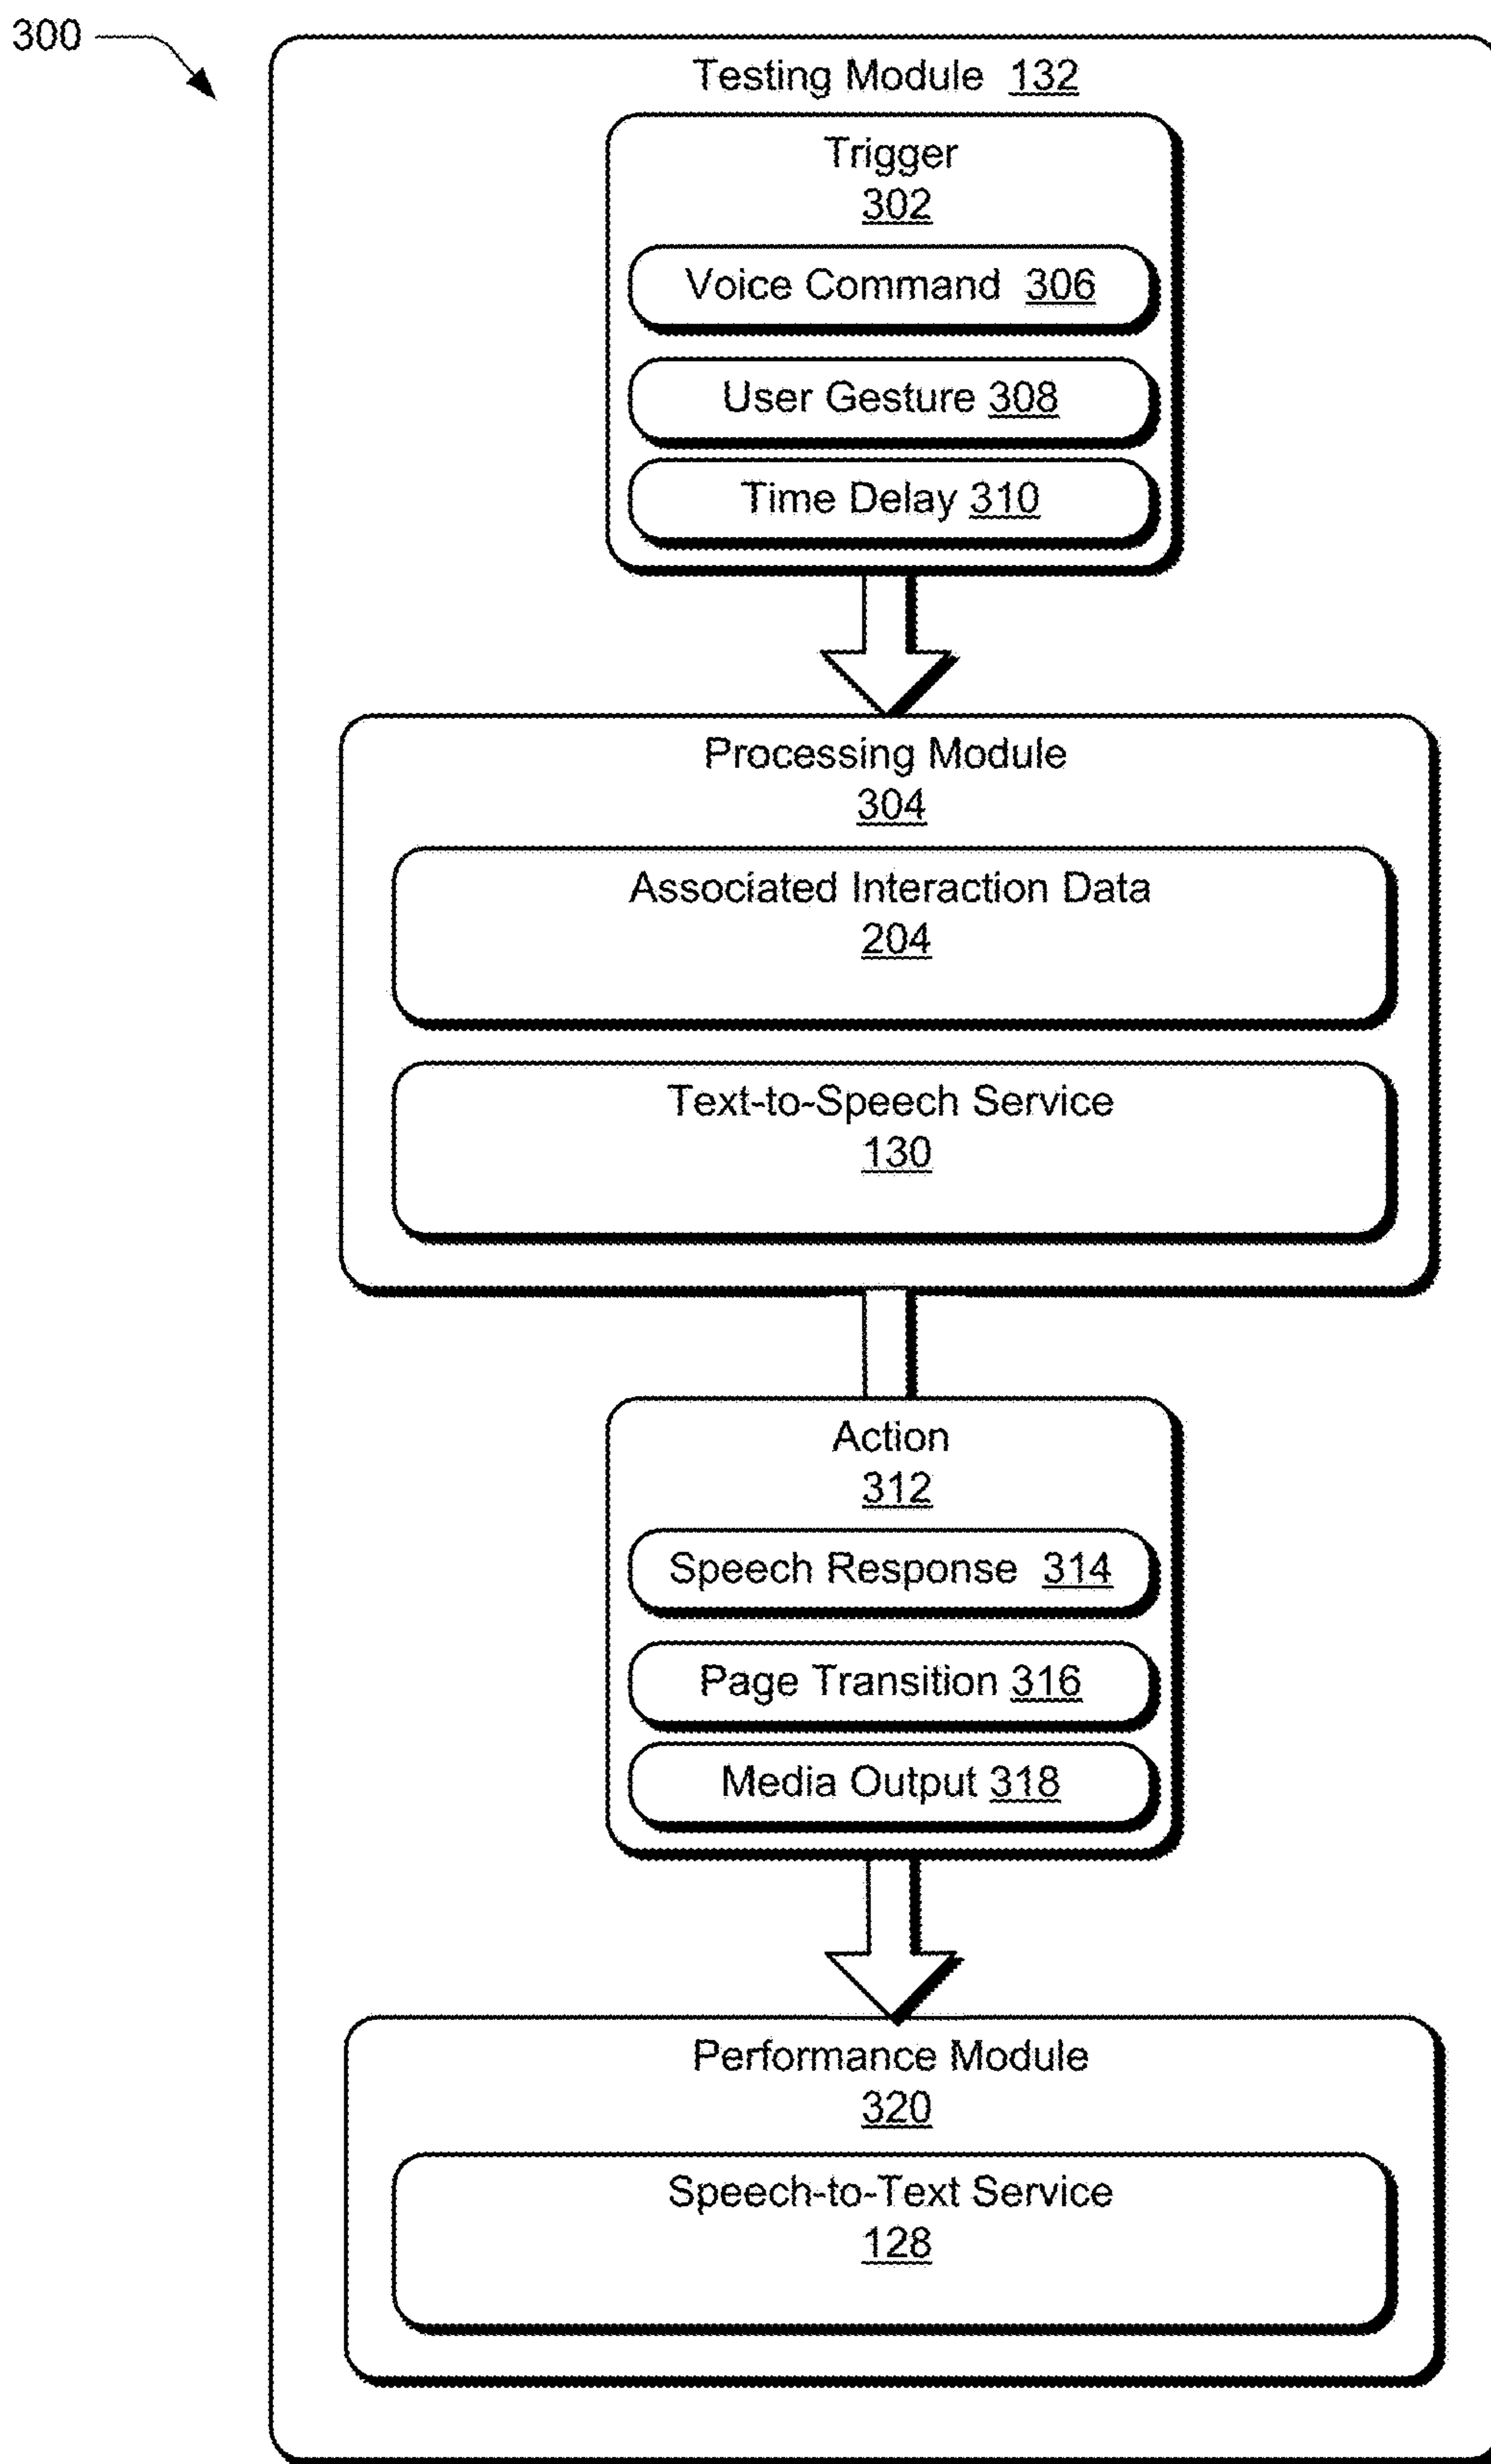 300
Testing Module 132
Trigger
302
Voice Command 306
User Gesture 308
Time Delay 310
Processing Module
304
Associated Interaction Data
204
Text-to-Speech Service
130
Action
312
Speech Response 314
Page Transition 316
Media Output 318
Performance Module
320
Speech-to-Text Service
128